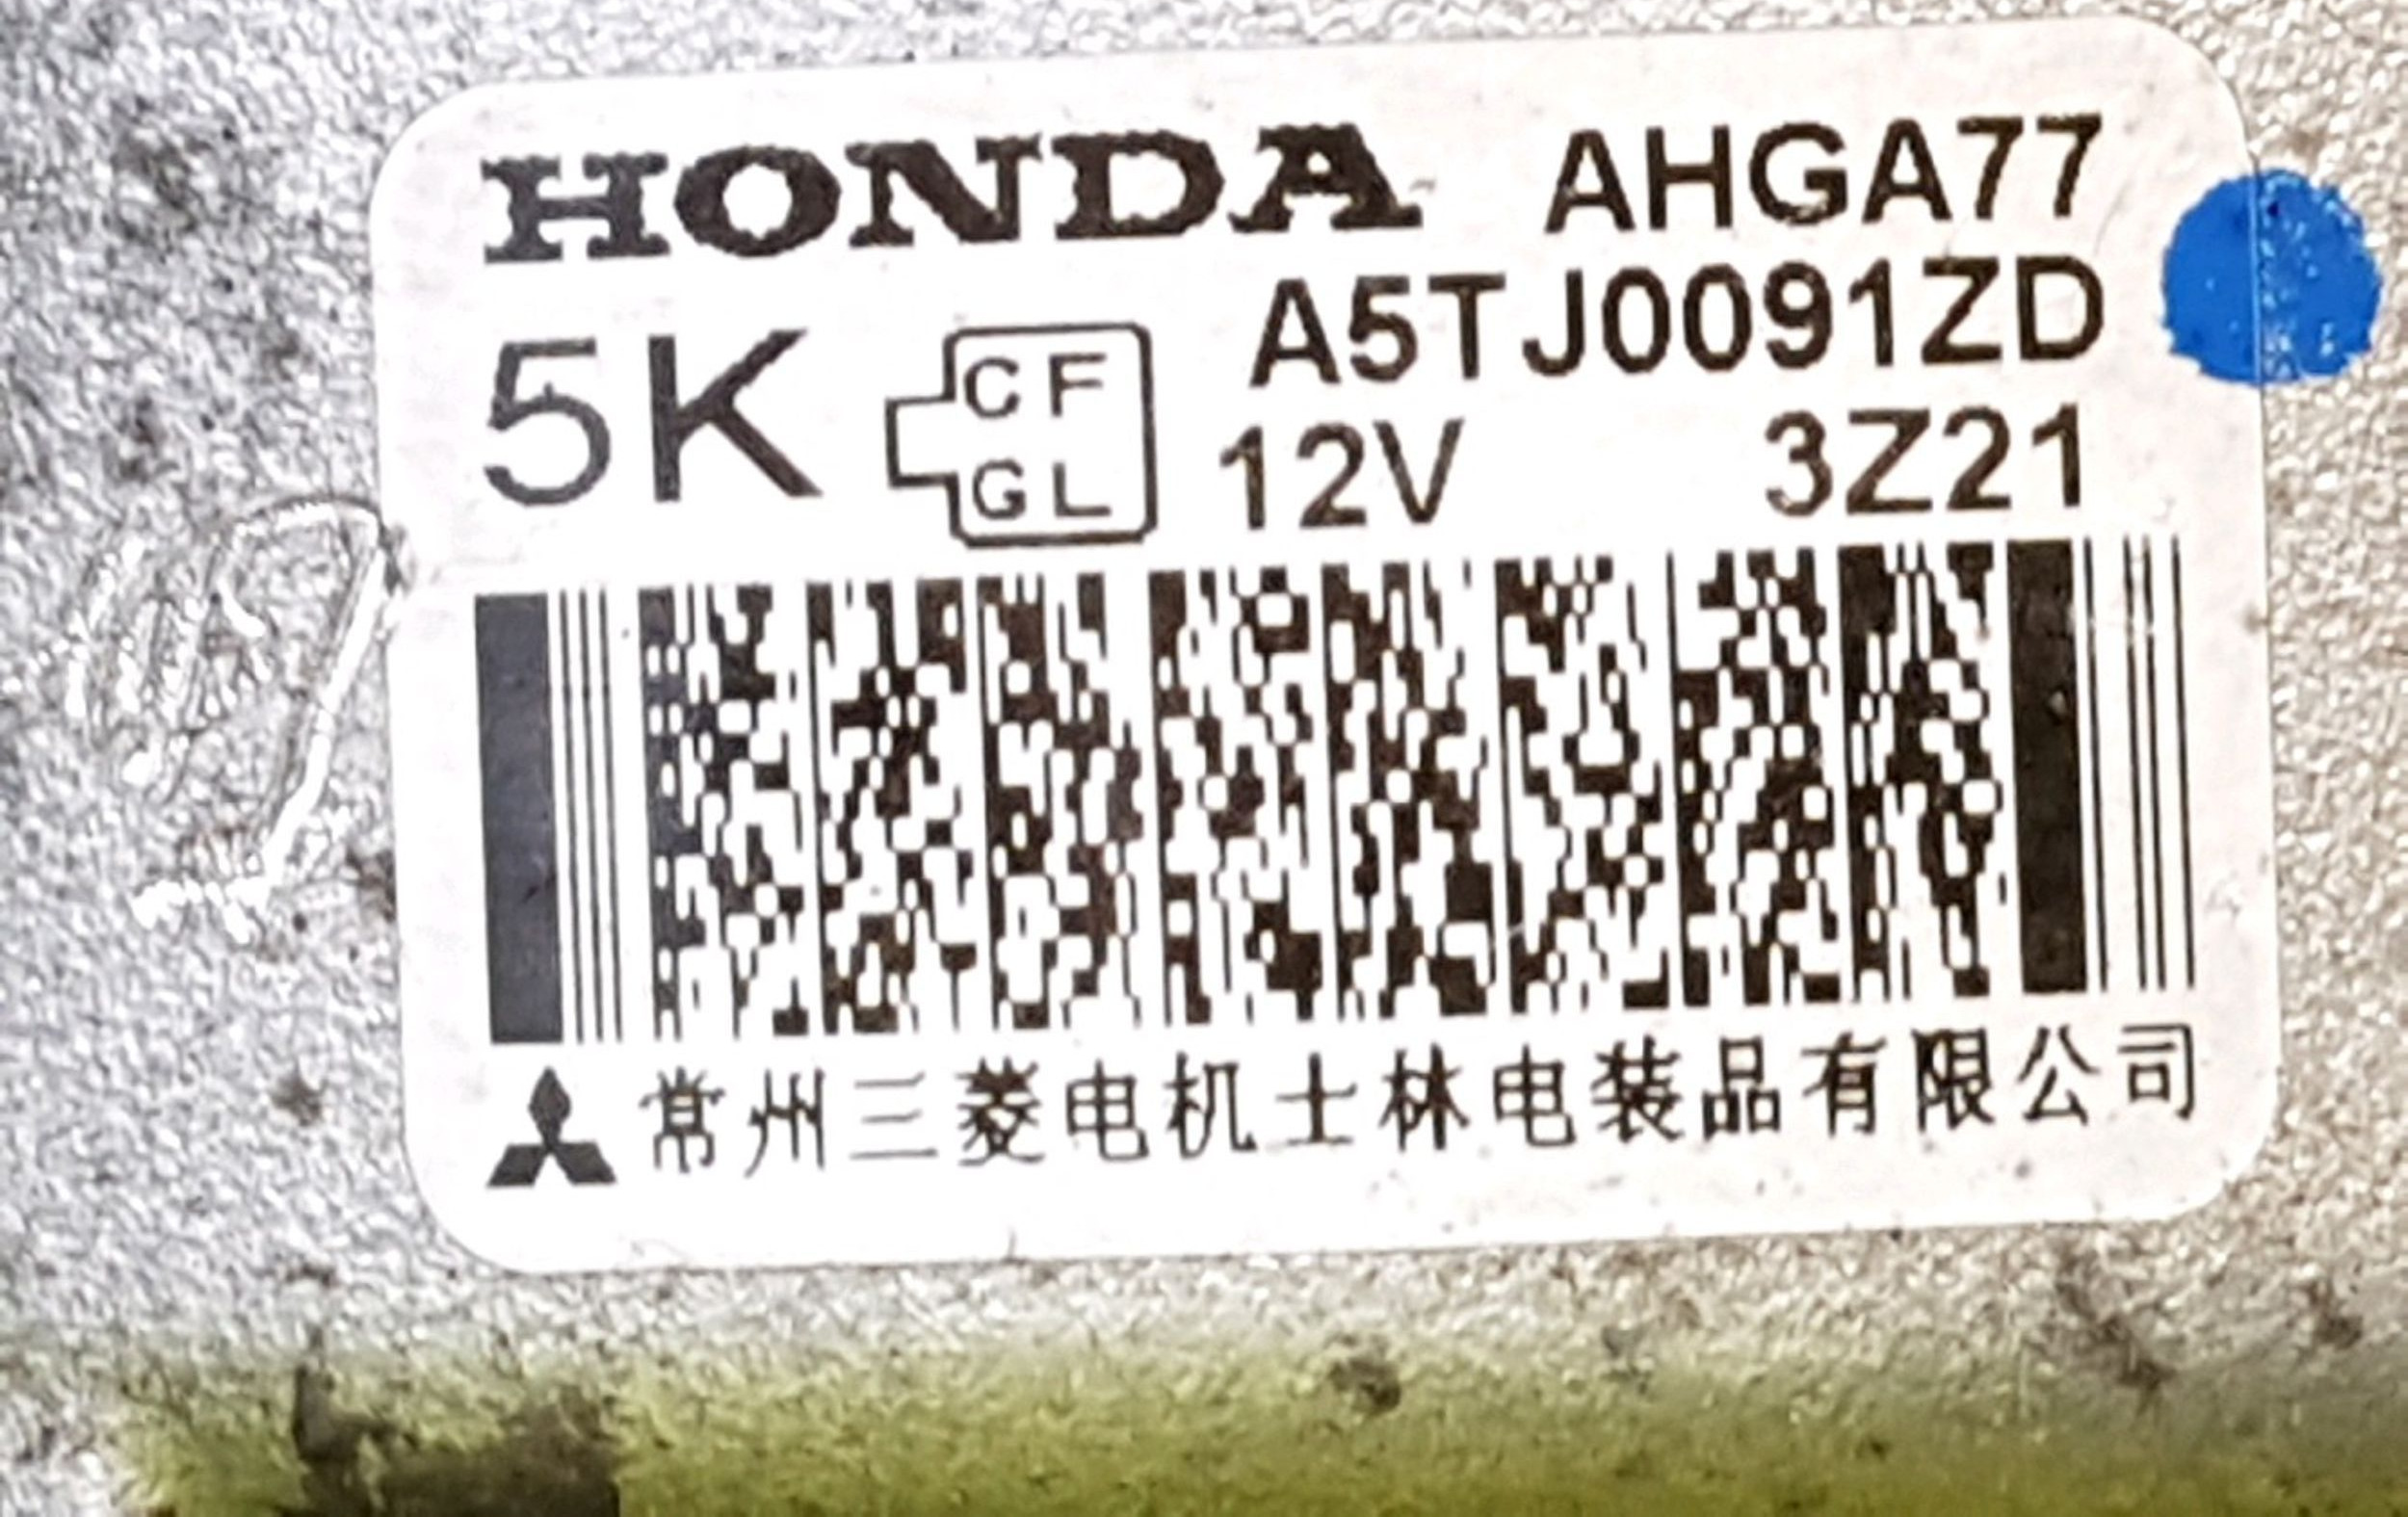 HONDA AHGA77
5K CF A5TJ0091ZD
GL 12V 3Z21
常州三菱电机士林电装品有限公司